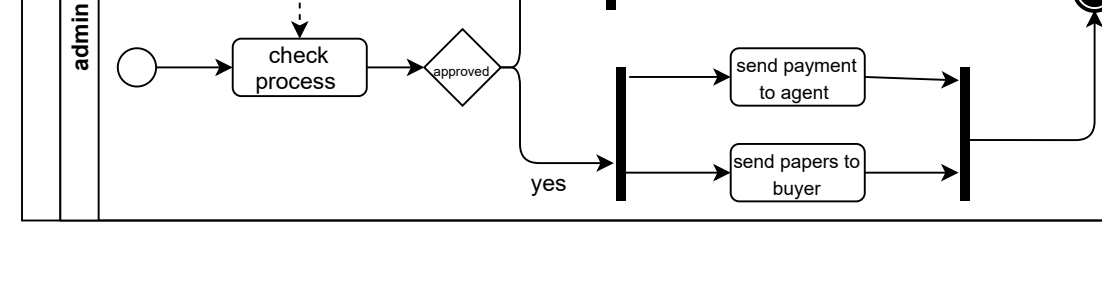 admin
check
process
approved
yes
send payment
to agent
send papers to
buyer